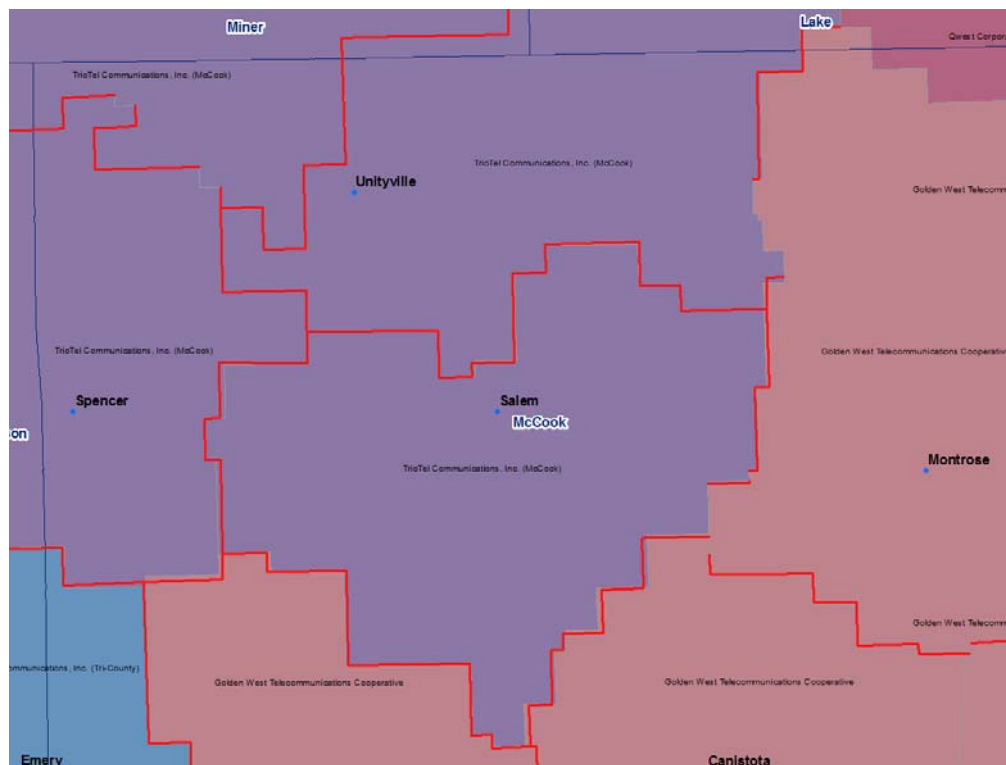 Miner
Lake
Qwest Corpor
TrioTel Communications, Inc. (McCook)
TrioTel Communications, Inc. (McCook)
Unityville
Golden West Telecomm
TrioTel Communications, Inc. (McCook)
Golden West Telecommunications Cooperative
Spencer
Salem
McCook
on
TrioTel Communications, Inc. (McCook)
Montrose
Golden West Telecomm
ommunications, Inc. (Tri-County)
Golden West Telecommunications Cooperative
Golden West Telecommunications Cooperative
Emery
Canistota